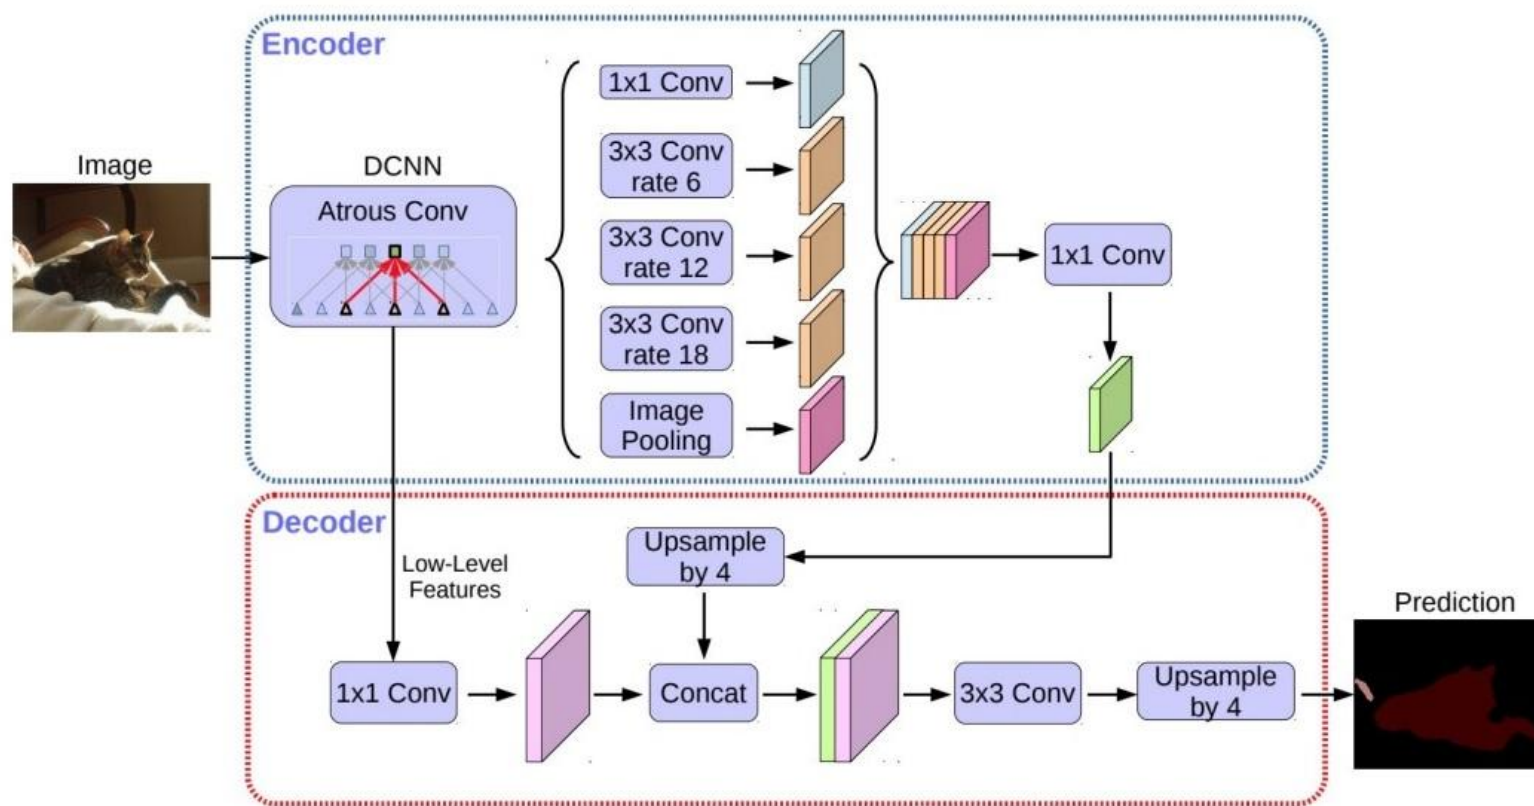 Encoder
Image
DCNN
Atrous Conv
1x1 Conv
3x3 Conv
rate 6
3x3 Conv
rate 12
3x3 Conv
rate 18
Image
Pooling
1x1 Conv
Decoder
Low-Level
Features
Upsample
by 4
1x1 Conv
Concat
3x3 Conv
Upsample
by 4
Prediction